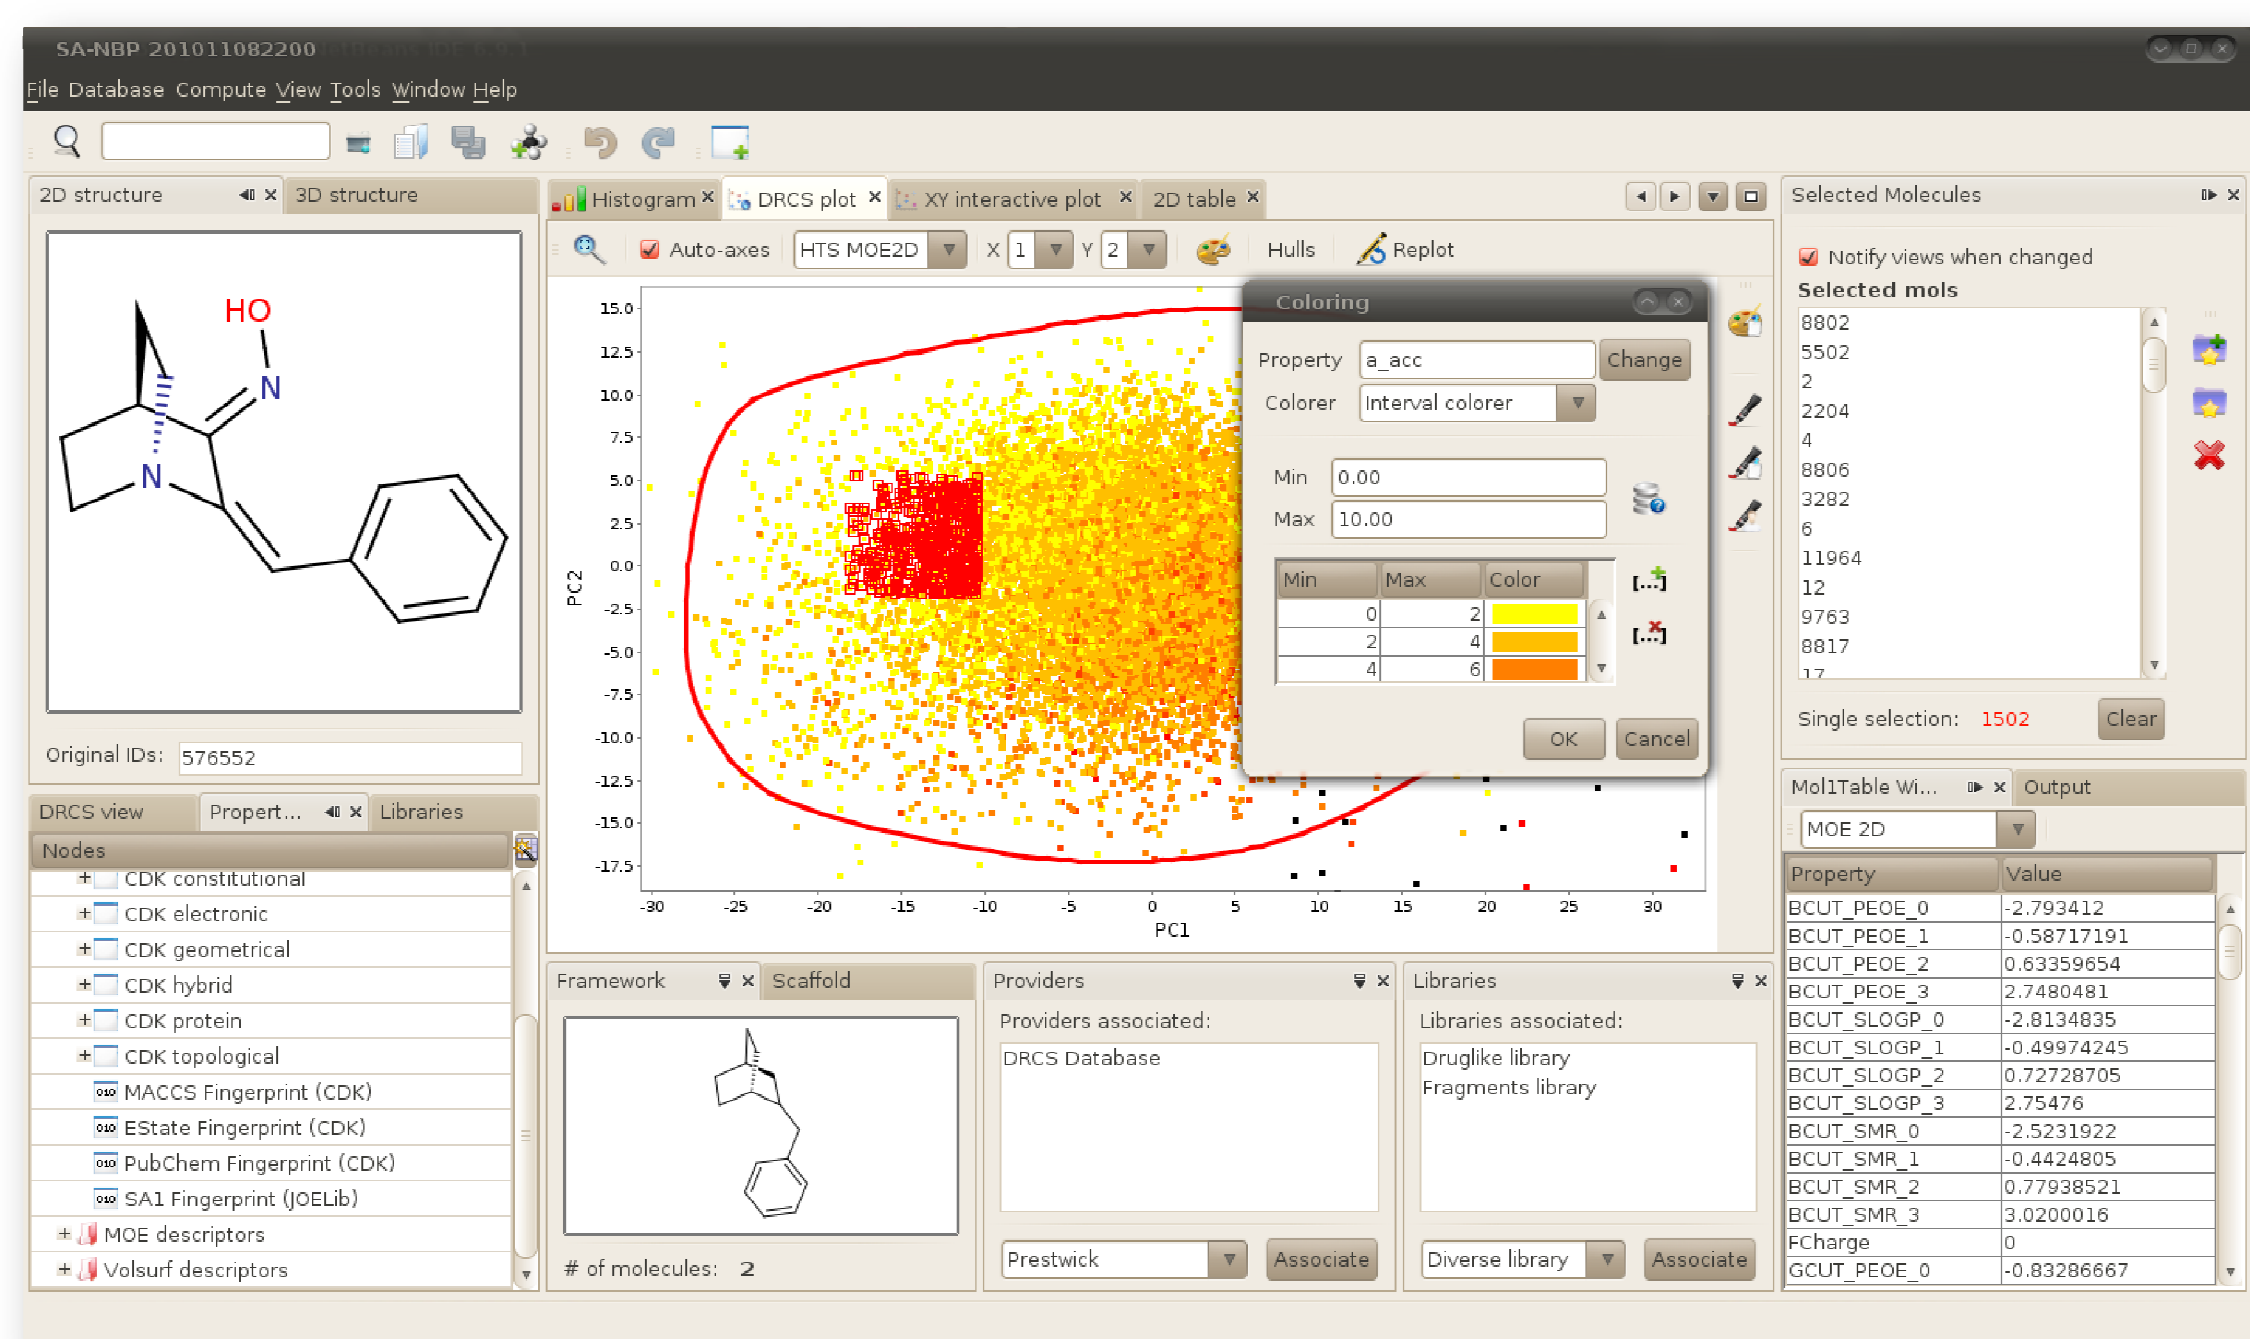 SA-NBP 201011082200
File Database Compute View Tools Window Help
2D structure
3D structure
HO
N
N
Original IDs: 576552
DRCS view
Propert...
Libraries
Nodes
CDK constitutional
CDK electronic
CDK geometrical
CDK hybrid
CDK protein
CDK topological
MACCS Fingerprint (CDK)
EState Fingerprint (CDK)
PubChem Fingerprint (CDK)
SA1 Fingerprint (JOELib)
MOE descriptors
Volsurf descriptors
Histogram
DRCS plot
XY interactive plot
2D table
Auto-axes HTS MOE2D X 1 Y 2 Hulls Replot
15.0
12.5
10.0
7.5
5.0
2.5
0.0
-2.5
-5.0
-7.5
-10.0
-12.5
-15.0
-17.5
PC2
-30 -25 -20 -15 -10 -5 0 5 10 15 20 25 30
PC1
Coloring
Property a_acc Change
Colorer Interval colorer
Min 0.00
Max 10.00
Min Max Color
0 2
2 4
4 6
[...]
[...]
OK Cancel
Framework
Scaffold
# of molecules: 2
Providers
Providers associated:
DRCS Database
Prestwick Associate
Libraries
Libraries associated:
Druglike library
Fragments library
Diverse library Associate
Selected Molecules
Notify views when changed
Selected mols
8802
5502
2
2204
4
8806
3282
6
11964
12
9763
8817
17
Single selection: 1502 Clear
Mol1Table Wi...
Output
MOE 2D
Property Value
BCUT_PEOE_0 -2.793412
BCUT_PEOE_1 -0.58717191
BCUT_PEOE_2 0.63359654
BCUT_PEOE_3 2.7480481
BCUT_SLOGP_0 -2.8134835
BCUT_SLOGP_1 -0.49974245
BCUT_SLOGP_2 0.72728705
BCUT_SLOGP_3 2.75476
BCUT_SMR_0 -2.5231922
BCUT_SMR_1 -0.4424805
BCUT_SMR_2 0.77938521
BCUT_SMR_3 3.0200016
FCharge 0
GCUT_PEOE_0 -0.83286667